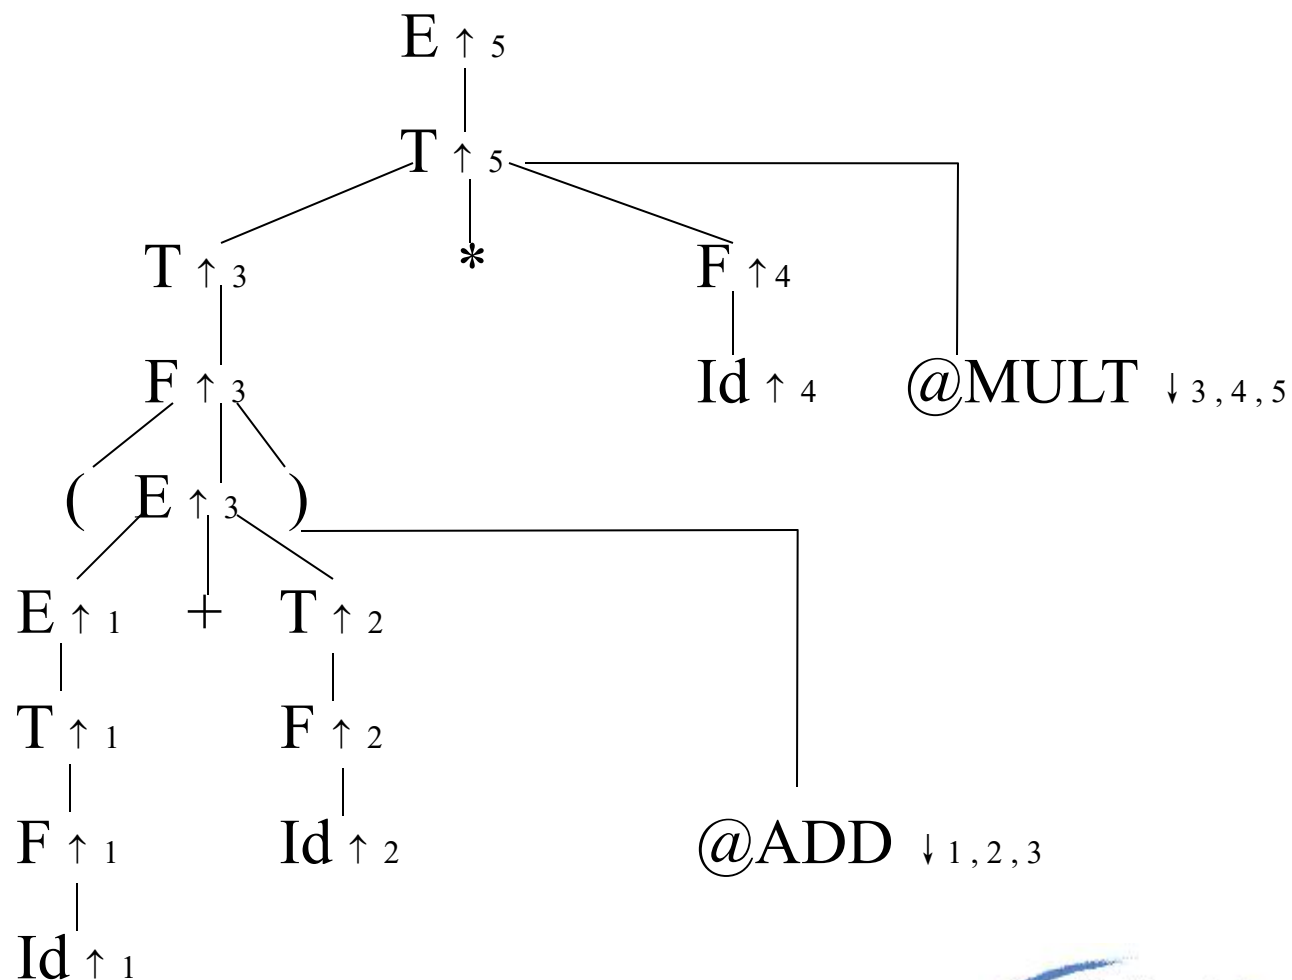 E ↑ 5
T ↑ 5
T ↑ 3 * F ↑ 4
F ↑ 3 Id ↑ 4 @MULT ↓ 3 , 4 , 5
( E ↑ 3 )
E ↑ 1 + T ↑ 2
T ↑ 1 F ↑ 2
F ↑ 1 Id ↑ 2 @ADD ↓ 1 , 2 , 3
Id ↑ 1